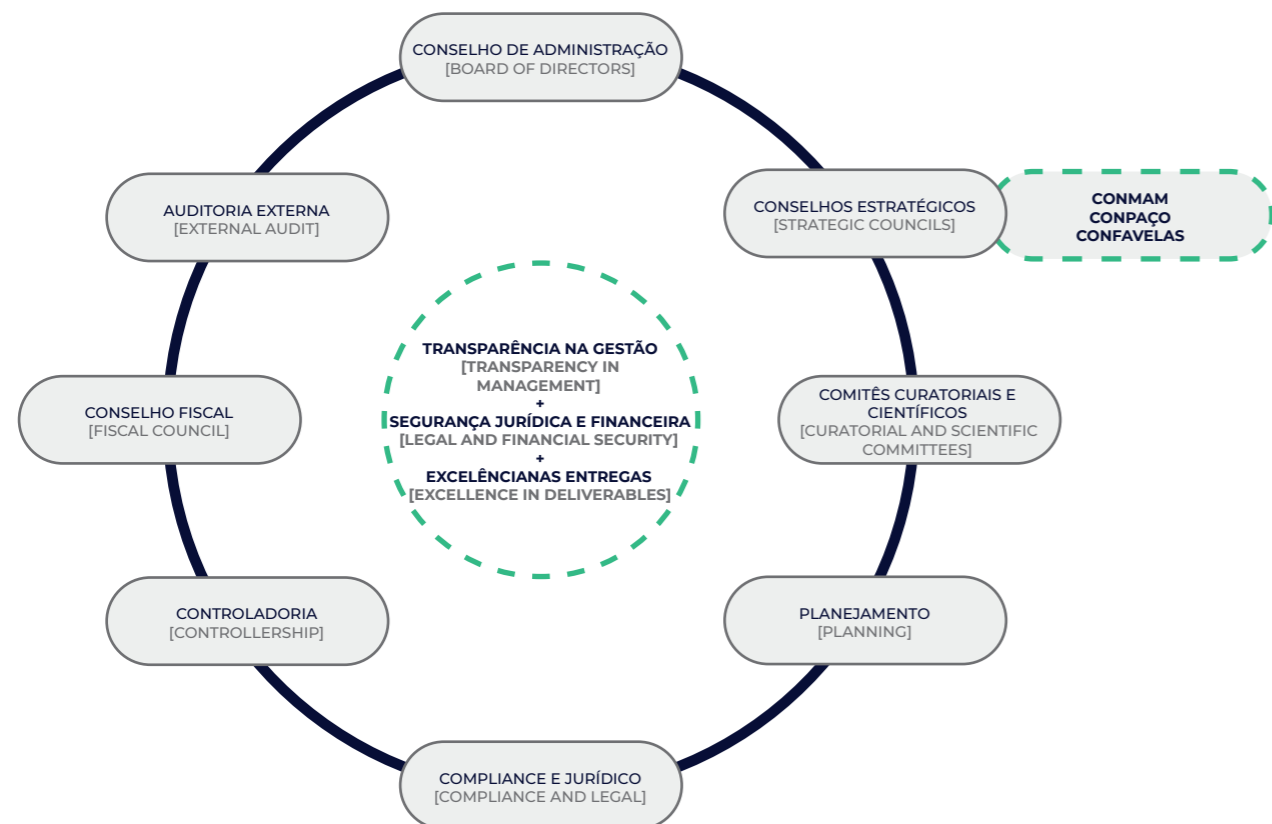 CONSELHO DE ADMINISTRAÇÃO
[BOARD OF DIRECTORS]
AUDITORIA EXTERNA
[EXTERNAL AUDIT]
CONSELHOS ESTRATÉGICOS
[STRATEGIC COUNCILS]
CONMAM
CONPAÇO
CONFAVELAS
TRANSPARÊNCIA NA GESTÃO
[TRANSPARENCY IN
MANAGEMENT]
+
SEGURANÇA JURÍDICA E FINANCEIRA
[LEGAL AND FINANCIAL SECURITY]
+
EXCELÊNCIANAS ENTREGAS
[EXCELLENCE IN DELIVERABLES]
CONSELHO FISCAL
[FISCAL COUNCIL]
COMITÊS CURATORIAIS E
CIENTÍFICOS
[CURATORIAL AND SCIENTIFIC
COMMITTEES]
CONTROLADORIA
[CONTROLLERSHIP]
PLANEJAMENTO
[PLANNING]
COMPLIANCE E JURÍDICO
[COMPLIANCE AND LEGAL]